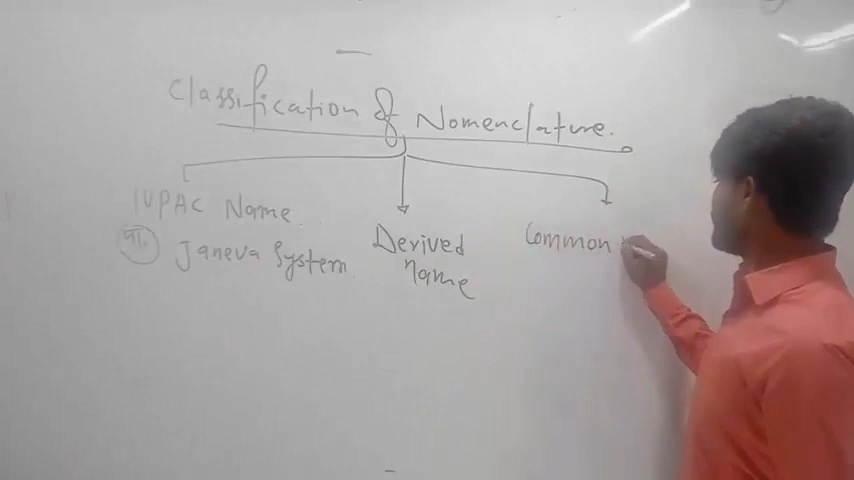 Classification of Nomenclature.
IUPAC Name
या. Janeva System
Derived
name
Common